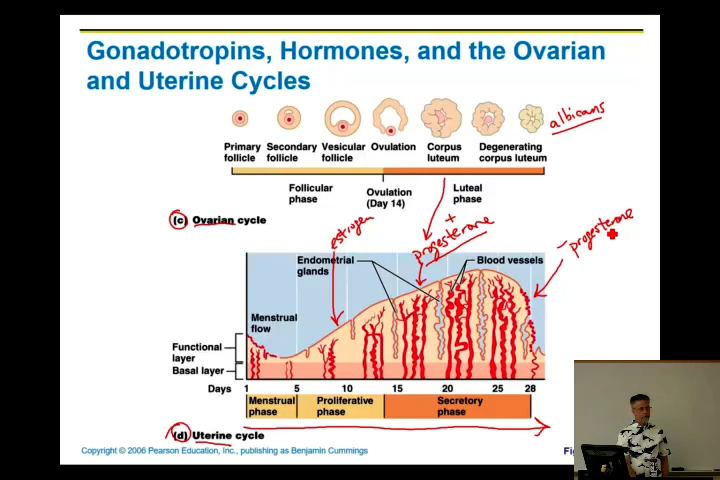 Gonadotropins, Hormones, and the Ovarian
and Uterine Cycles
albicans
Primary follicle
Secondary follicle
Vesicular follicle
Ovulation
Corpus luteum
Degenerating corpus luteum
Follicular phase
Ovulation (Day 14)
Luteal phase
(c) Ovarian cycle
estrogen
+ progesterone
- progesterone
Endometrial glands
Blood vessels
Menstrual flow
Functional layer
Basal layer
Days 1 5 10 15 20 25 28
Menstrual phase
Proliferative phase
Secretory phase
(d) Uterine cycle
Copyright © 2006 Pearson Education, Inc., publishing as Benjamin Cummings